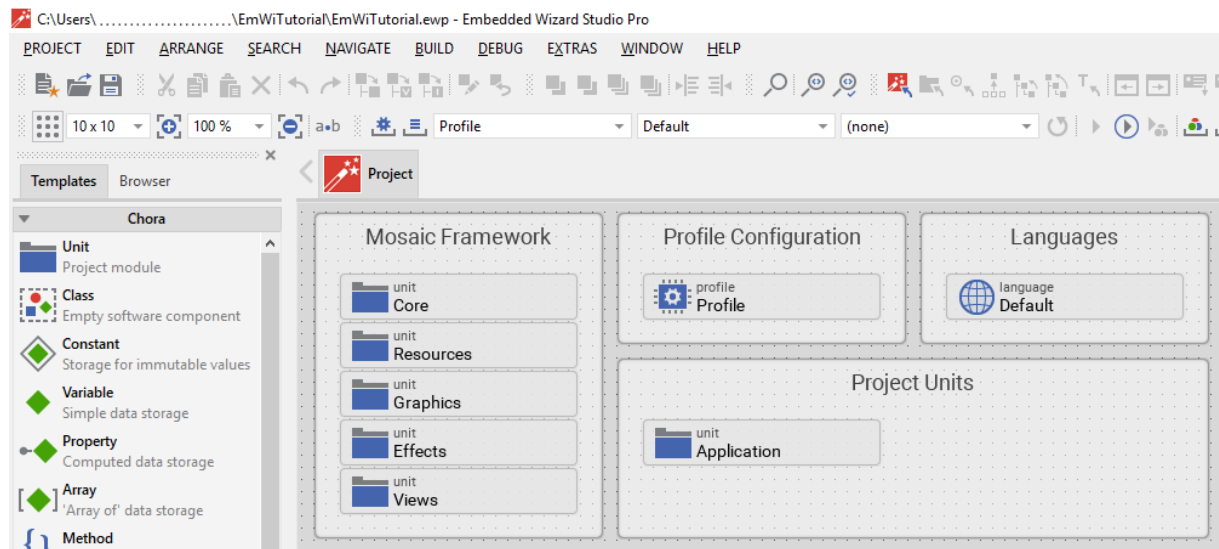 C:\Users\......................\EmWiTutorial\EmWiTutorial.ewp - Embedded Wizard Studio Pro
PROJECT EDIT ARRANGE SEARCH NAVIGATE BUILD DEBUG EXTRAS WINDOW HELP
10 x 10 100 % a•b Profile Default (none)
Templates Browser
Project
Chora
Unit
Project module
Class
Empty software component
Constant
Storage for immutable values
Variable
Simple data storage
Property
Computed data storage
Array
'Array of' data storage
Method
Mosaic Framework
unit
Core
unit
Resources
unit
Graphics
unit
Effects
unit
Views
Profile Configuration
profile
Profile
Languages
language
Default
Project Units
unit
Application